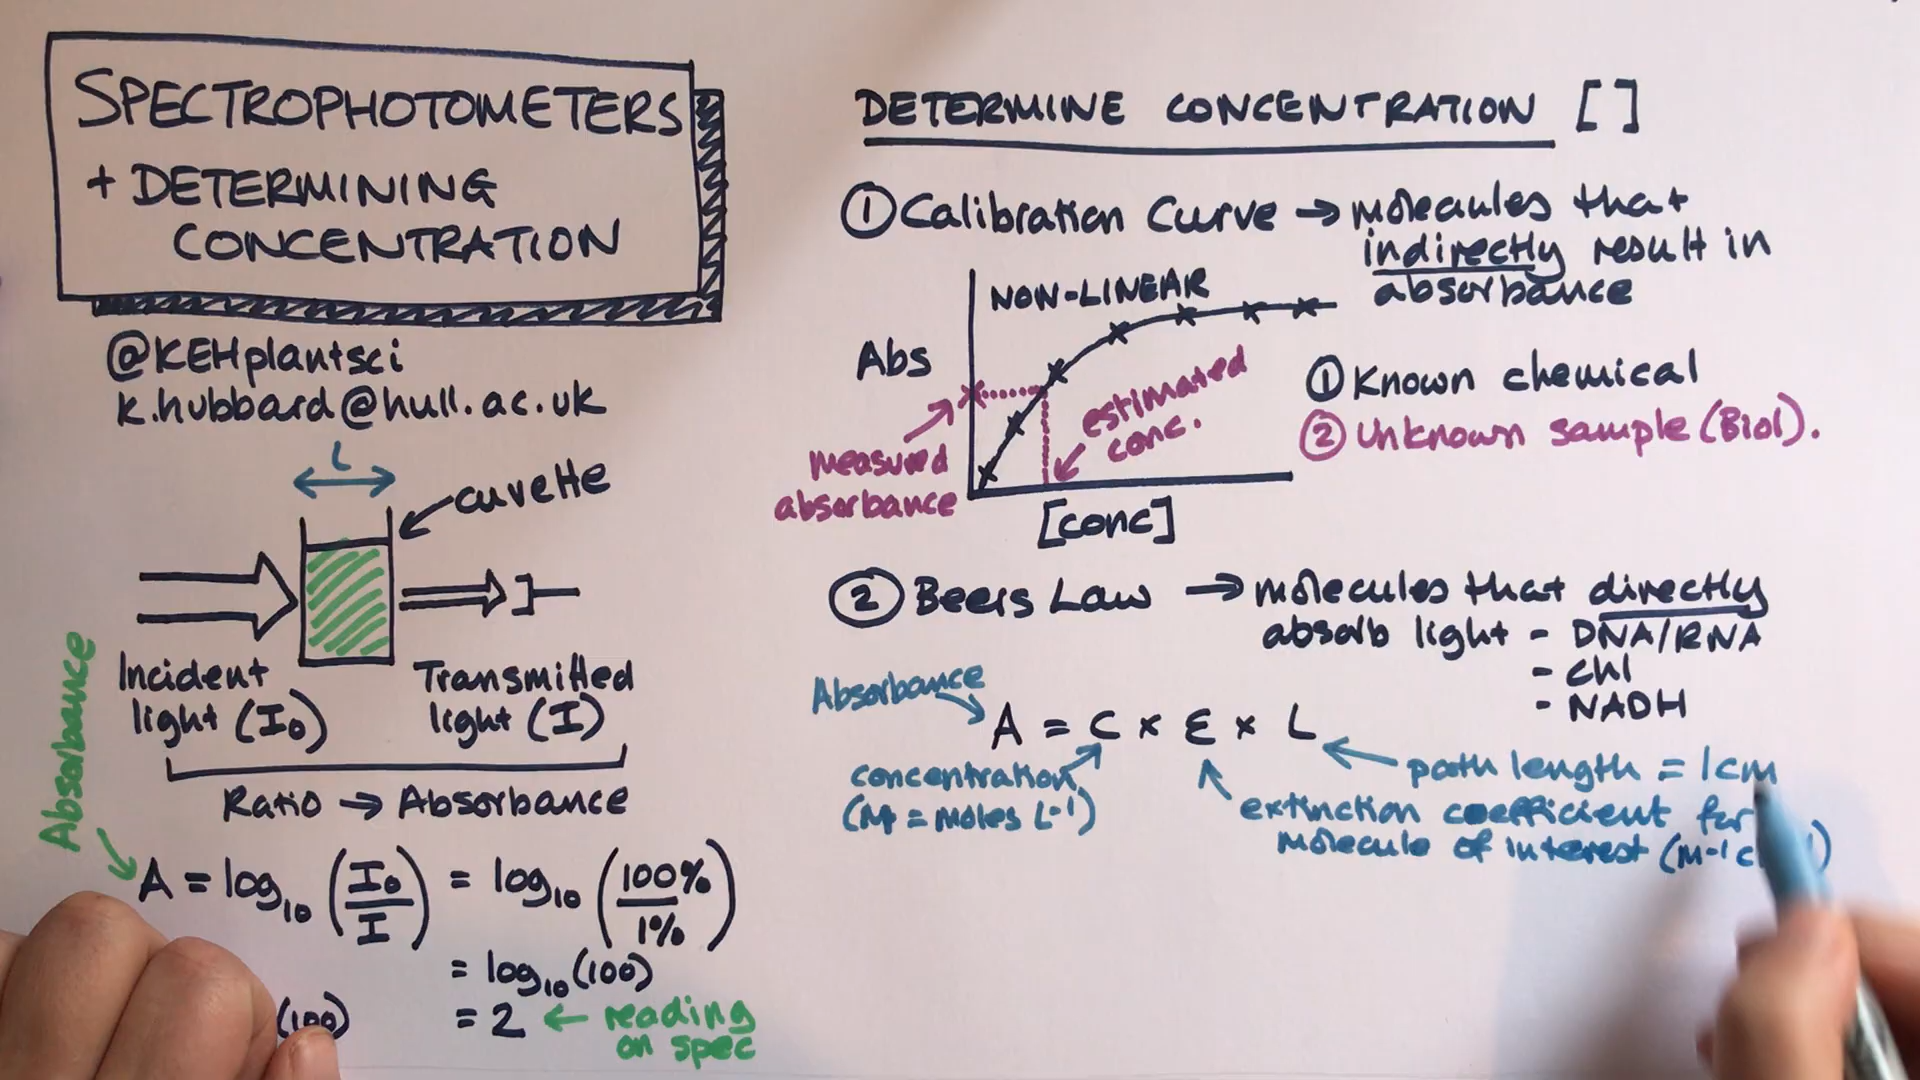 SPECTROPHOTOMETERS
+ DETERMINING
CONCENTRATION
@KEHplantsci
k.hubbard@hull.ac.uk
L
cuvette
Incident
light (I₀)
Transmitted
light (I)
Ratio → Absorbance
Absorbance
A = log₁₀ (I₀/I) = log₁₀ (100%/1%)
= log₁₀ (100)
(100)
= 2 ← reading
on spec
DETERMINE CONCENTRATION []
① Calibration Curve → molecules that
indirectly result in
absorbance
NON-LINEAR
Abs
measured
absorbance
estimated
conc.
[conc]
① Known chemical
② Unknown sample (Biol).
② Beers Law → molecules that directly
absorb light - DNA/RNA
- chl
- NADH
Absorbance
A = C × ε × L
concentration
(M = moles L-1)
path length = 1cm
extinction coefficient for
molecule of interest (M-1